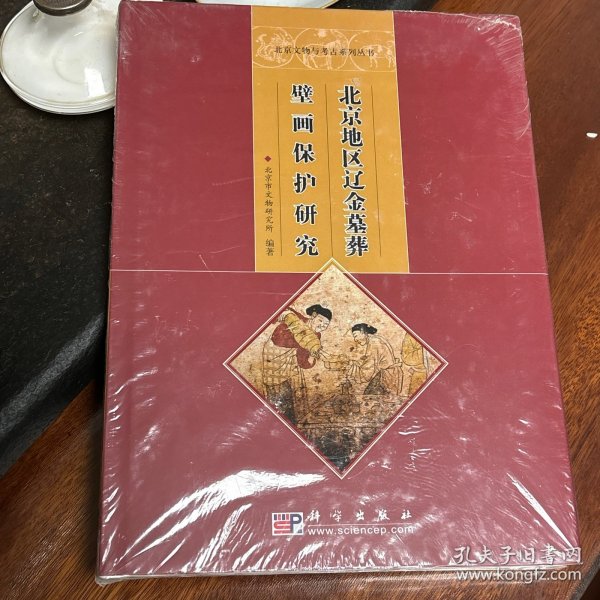 北京文物与考古系列丛书
北京地区辽金墓葬
壁画保护研究
北京市文物研究所 编著
科学出版社
www.sciencep.com
孔夫子旧书网
www.kongfz.com